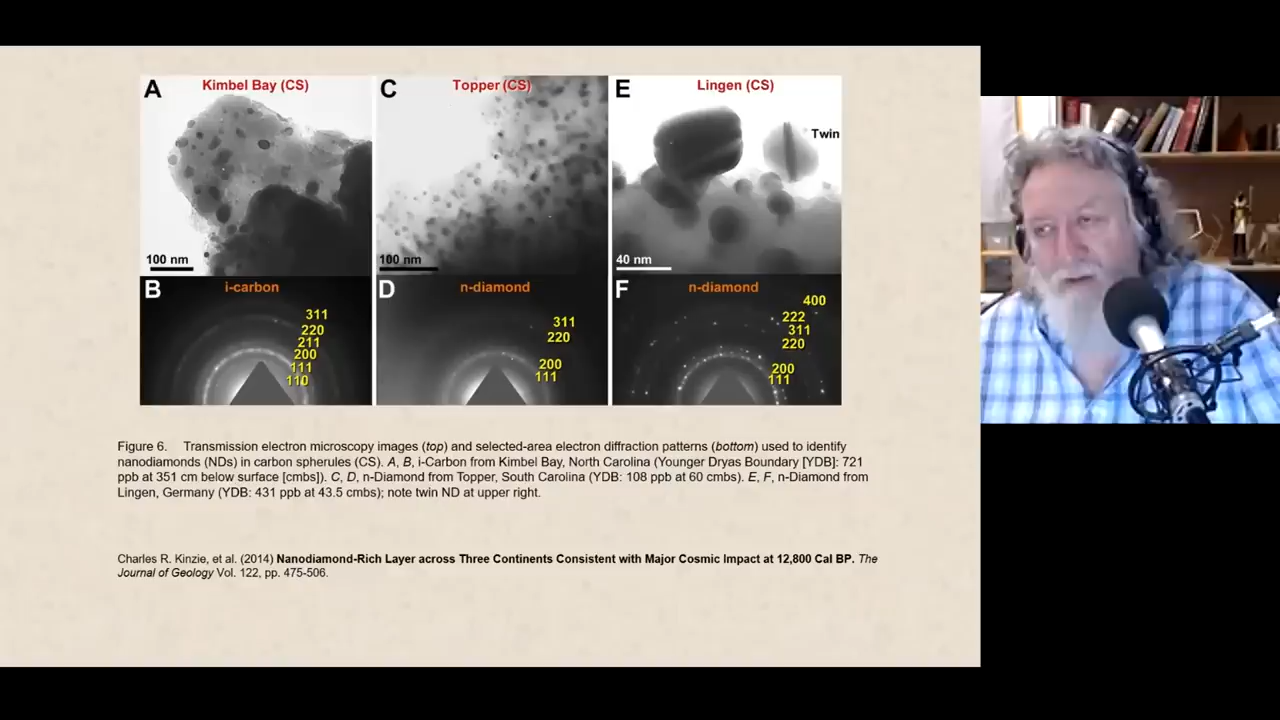 A
Kimbel Bay (CS)
100 nm
C
Topper (CS)
100 nm
E
Lingen (CS)
Twin
40 nm
B
i-carbon
311
220
211
200
111
110
D
n-diamond
311
220
200
111
F
n-diamond
400
222
311
220
200
111
Figure 6. Transmission electron microscopy images (top) and selected-area electron diffraction patterns (bottom) used to identify
nanodiamonds (NDs) in carbon spherules (CS). A, B, i-Carbon from Kimbel Bay, North Carolina (Younger Dryas Boundary [YDB]: 721
ppb at 351 cm below surface [cmbs]). C, D, n-Diamond from Topper, South Carolina (YDB: 108 ppb at 60 cmbs). E, F, n-Diamond from
Lingen, Germany (YDB: 431 ppb at 43.5 cmbs); note twin ND at upper right.
Charles R. Kinzie, et al. (2014) Nanodiamond-Rich Layer across Three Continents Consistent with Major Cosmic Impact at 12,800 Cal BP. The
Journal of Geology Vol. 122, pp. 475-506.